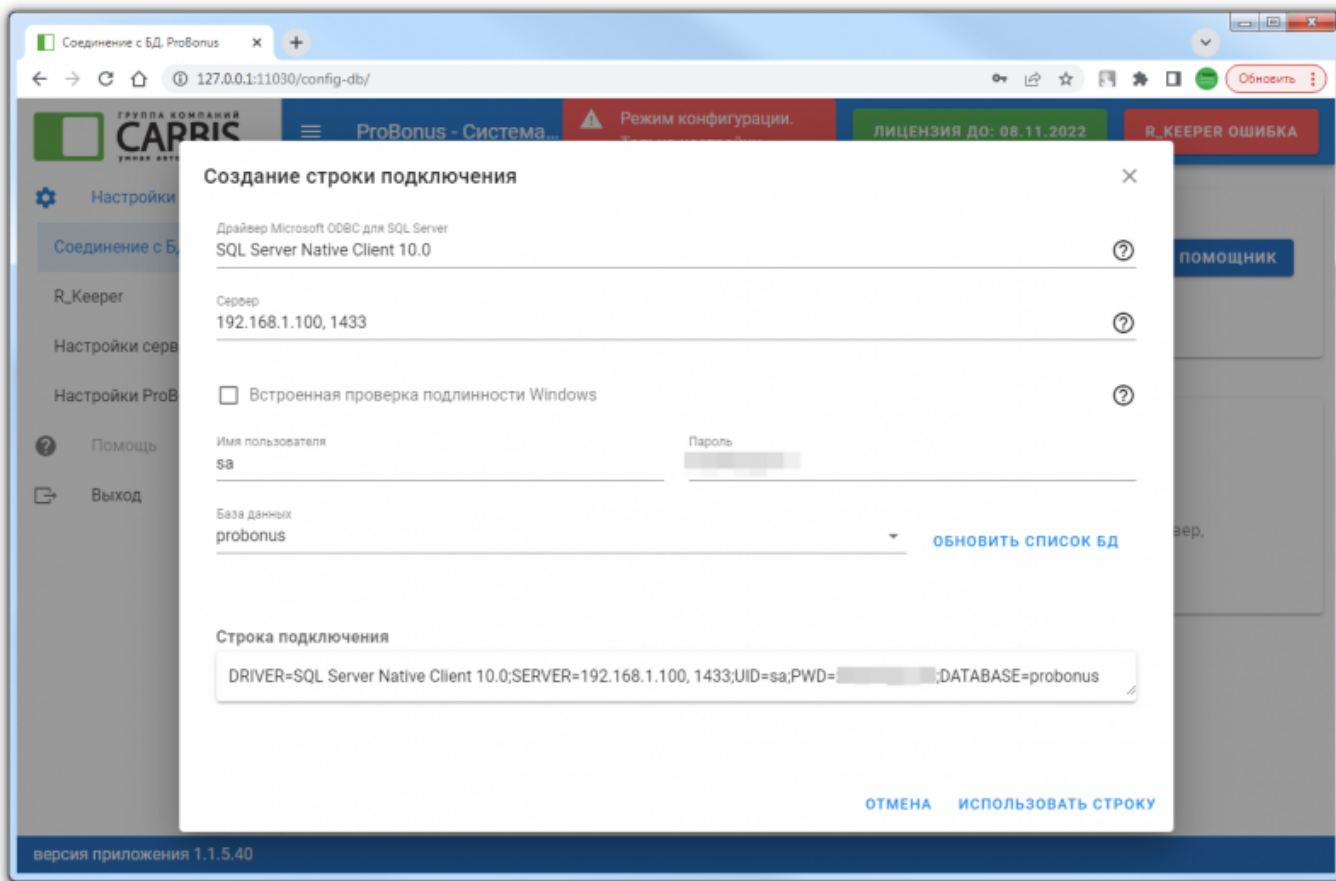 Соединение с БД, ProBonus
127.0.0.1:11030/config-db/
Обновить
ГРУППА КОМПАНИЙ
CARBIS
ProBonus - Система...
Режим конфигурации.
ЛИЦЕНЗИЯ ДО: 08.11.2022
R_KEEPER ОШИБКА
Настройки
Соединение с Б
R_Keeper
Настройки серв
Настройки ProB
Помощь
Выход
ПОМОЩНИК
вер,
Создание строки подключения
Драйвер Microsoft ODBC для SQL Server
SQL Server Native Client 10.0
Сервер
192.168.1.100, 1433
Встроенная проверка подлинности Windows
Имя пользователя
sa
Пароль
База данных
probonus
ОБНОВИТЬ СПИСОК БД
Строка подключения
DRIVER=SQL Server Native Client 10.0;SERVER=192.168.1.100, 1433;UID=sa;PWD= ;DATABASE=probonus
ОТМЕНА ИСПОЛЬЗОВАТЬ СТРОКУ
версия приложения 1.1.5.40